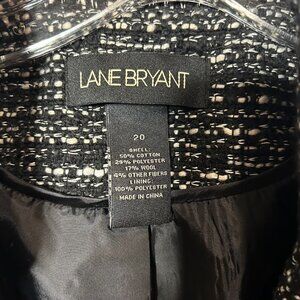 LANE BRYANT
20
SHELL:
50% COTTON
29% POLYESTER
17% WOOL
4% OTHER FIBERS
LINING:
100% POLYESTER
MADE IN CHINA